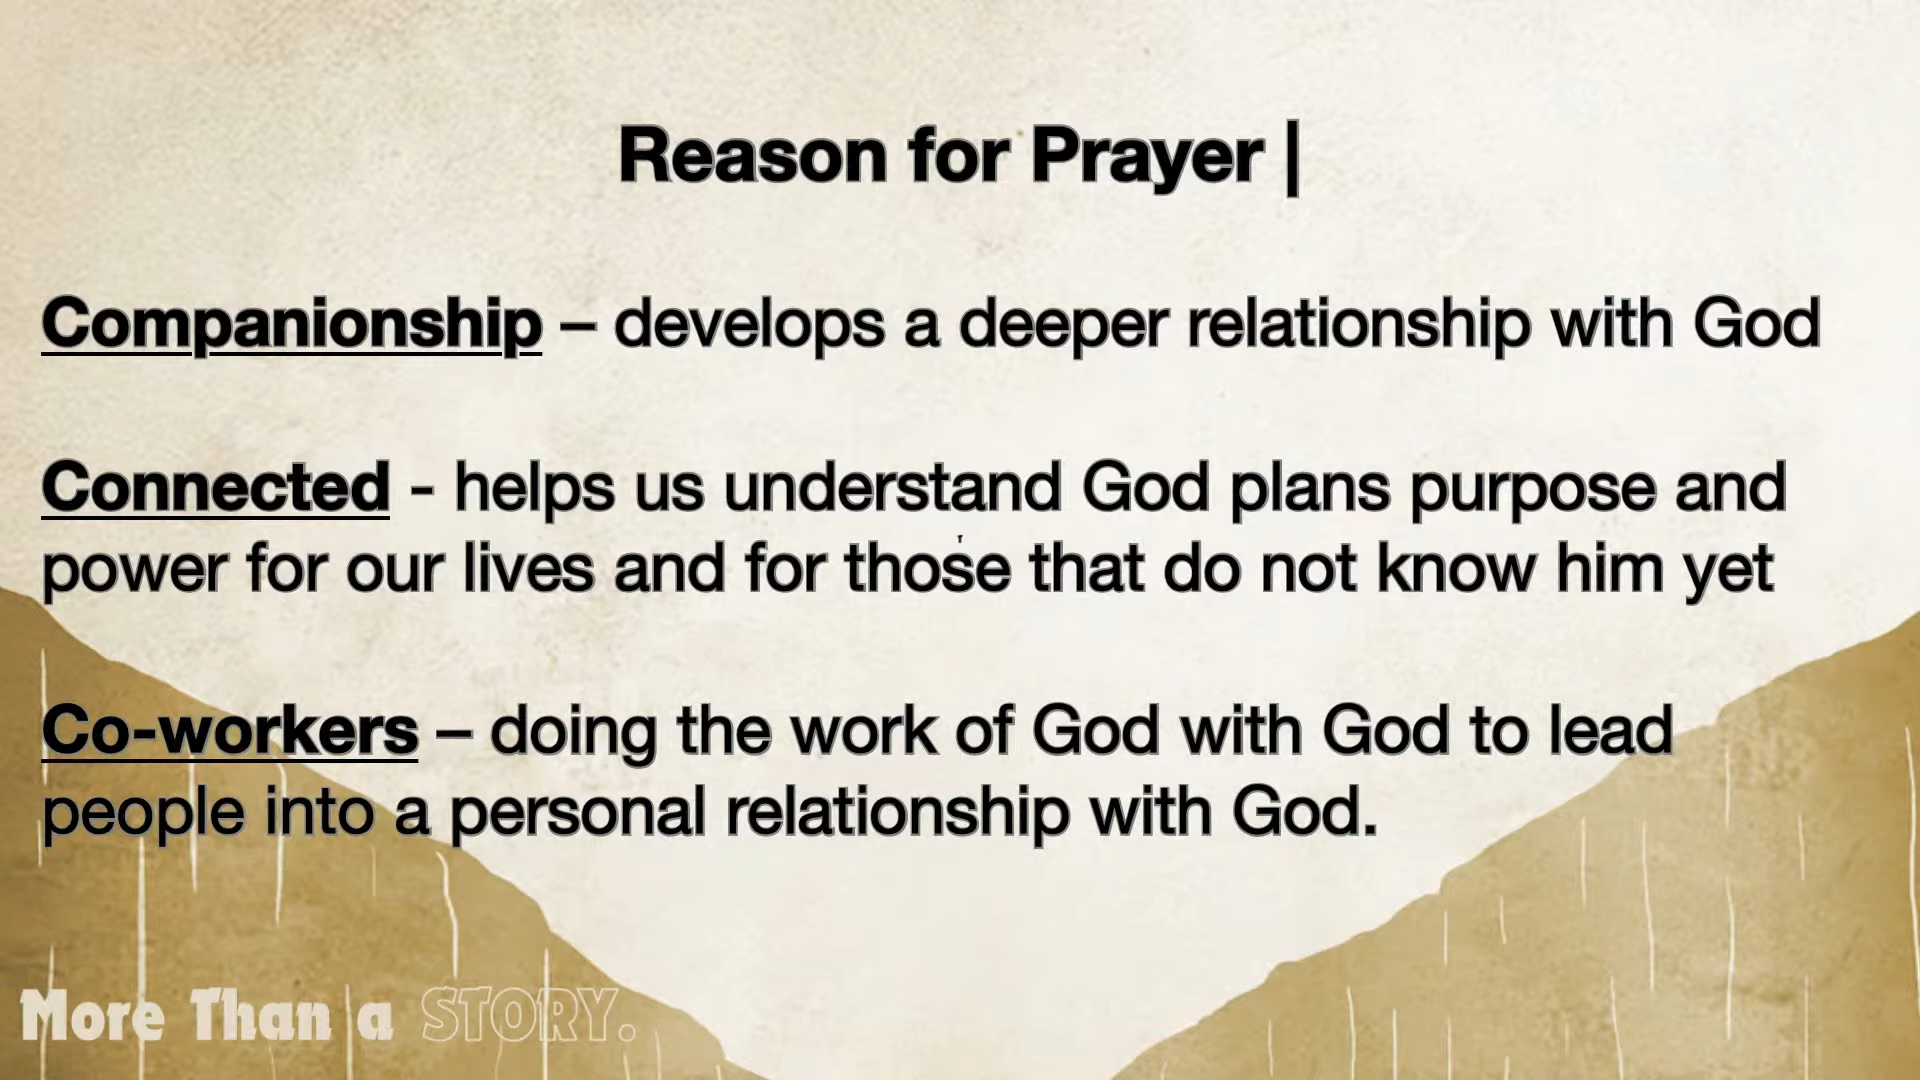 Reason for Prayer |
Companionship – develops a deeper relationship with God
Connected - helps us understand God plans purpose and
power for our lives and for those that do not know him yet
Co-workers – doing the work of God with God to lead
people into a personal relationship with God.
More Than a STORY.